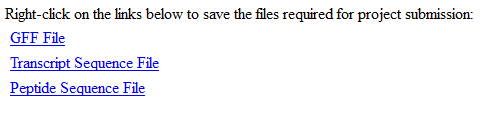 Right-click on the links below to save the files required for project submission:
GFF File
Transcript Sequence File
Peptide Sequence File